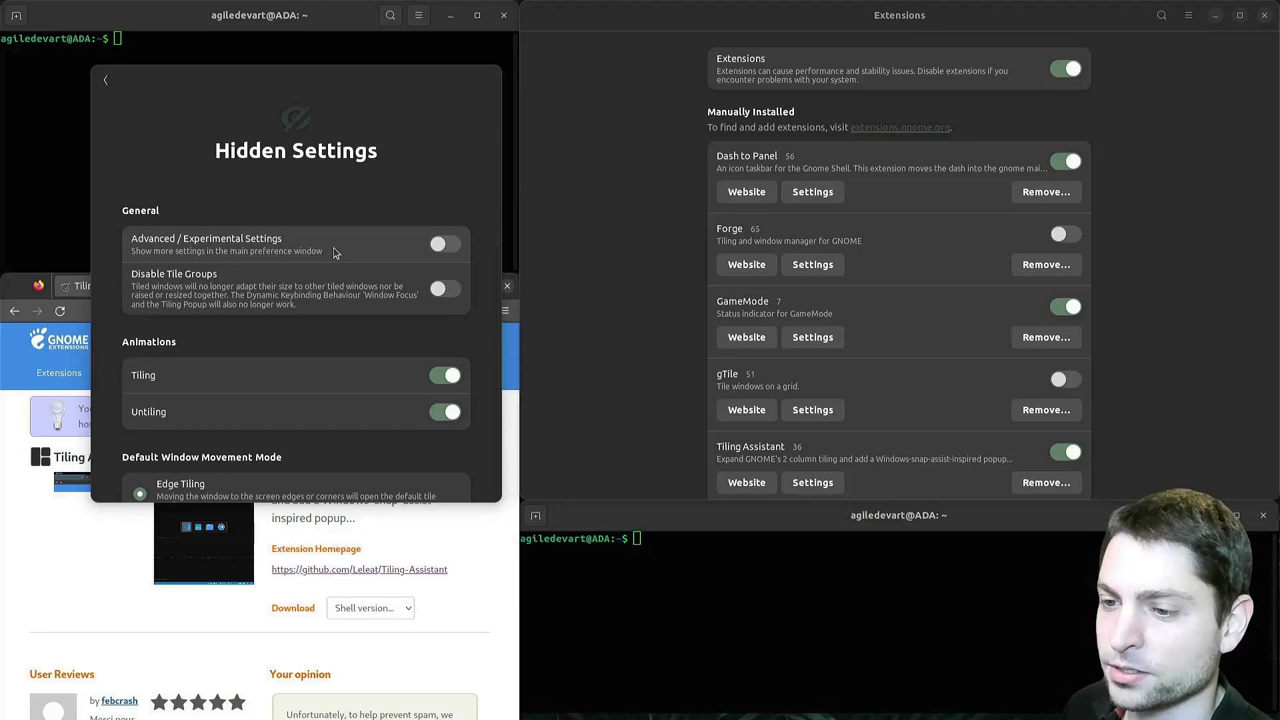 agiledevart@ADA: ~
agiledevart@ADA:~$
Hidden Settings
General
Advanced / Experimental Settings
Show more settings in the main preference window
Disable Tile Groups
Tiled windows will no longer adapt their size to other tiled windows nor be
raised or resized together. The Dynamic Keybinding Behaviour 'Window Focus'
and the Tiling Popup will also no longer work.
Animations
Tiling
Untiling
Default Window Movement Mode
Edge Tiling
Moving the window to the screen edges or corners will open the default tile
Tilin
GNOME
EXTENSIONS
Extensions
You
hos
Tiling A
inspired popup...
Extension Homepage
https://github.com/Leleat/Tiling-Assistant
Download
Shell version...
User Reviews
by febcrash
Merci pour
Your opinion
Unfortunately, to help prevent spam, we
Extensions
Extensions
Extensions can cause performance and stability issues. Disable extensions if you
encounter problems with your system.
Manually Installed
To find and add extensions, visit extensions.gnome.org.
Dash to Panel 56
An icon taskbar for the Gnome Shell. This extension moves the dash into the gnome mai...
Website Settings Remove...
Forge 65
Tiling and window manager for GNOME
Website Settings Remove...
GameMode 7
Status indicator for GameMode
Website Settings Remove...
gTile 51
Tile windows on a grid.
Website Settings Remove...
Tiling Assistant 36
Expand GNOME's 2 column tiling and add a Windows-snap-assist-inspired popup...
Website Settings Remove...
agiledevart@ADA: ~
agiledevart@ADA:~$